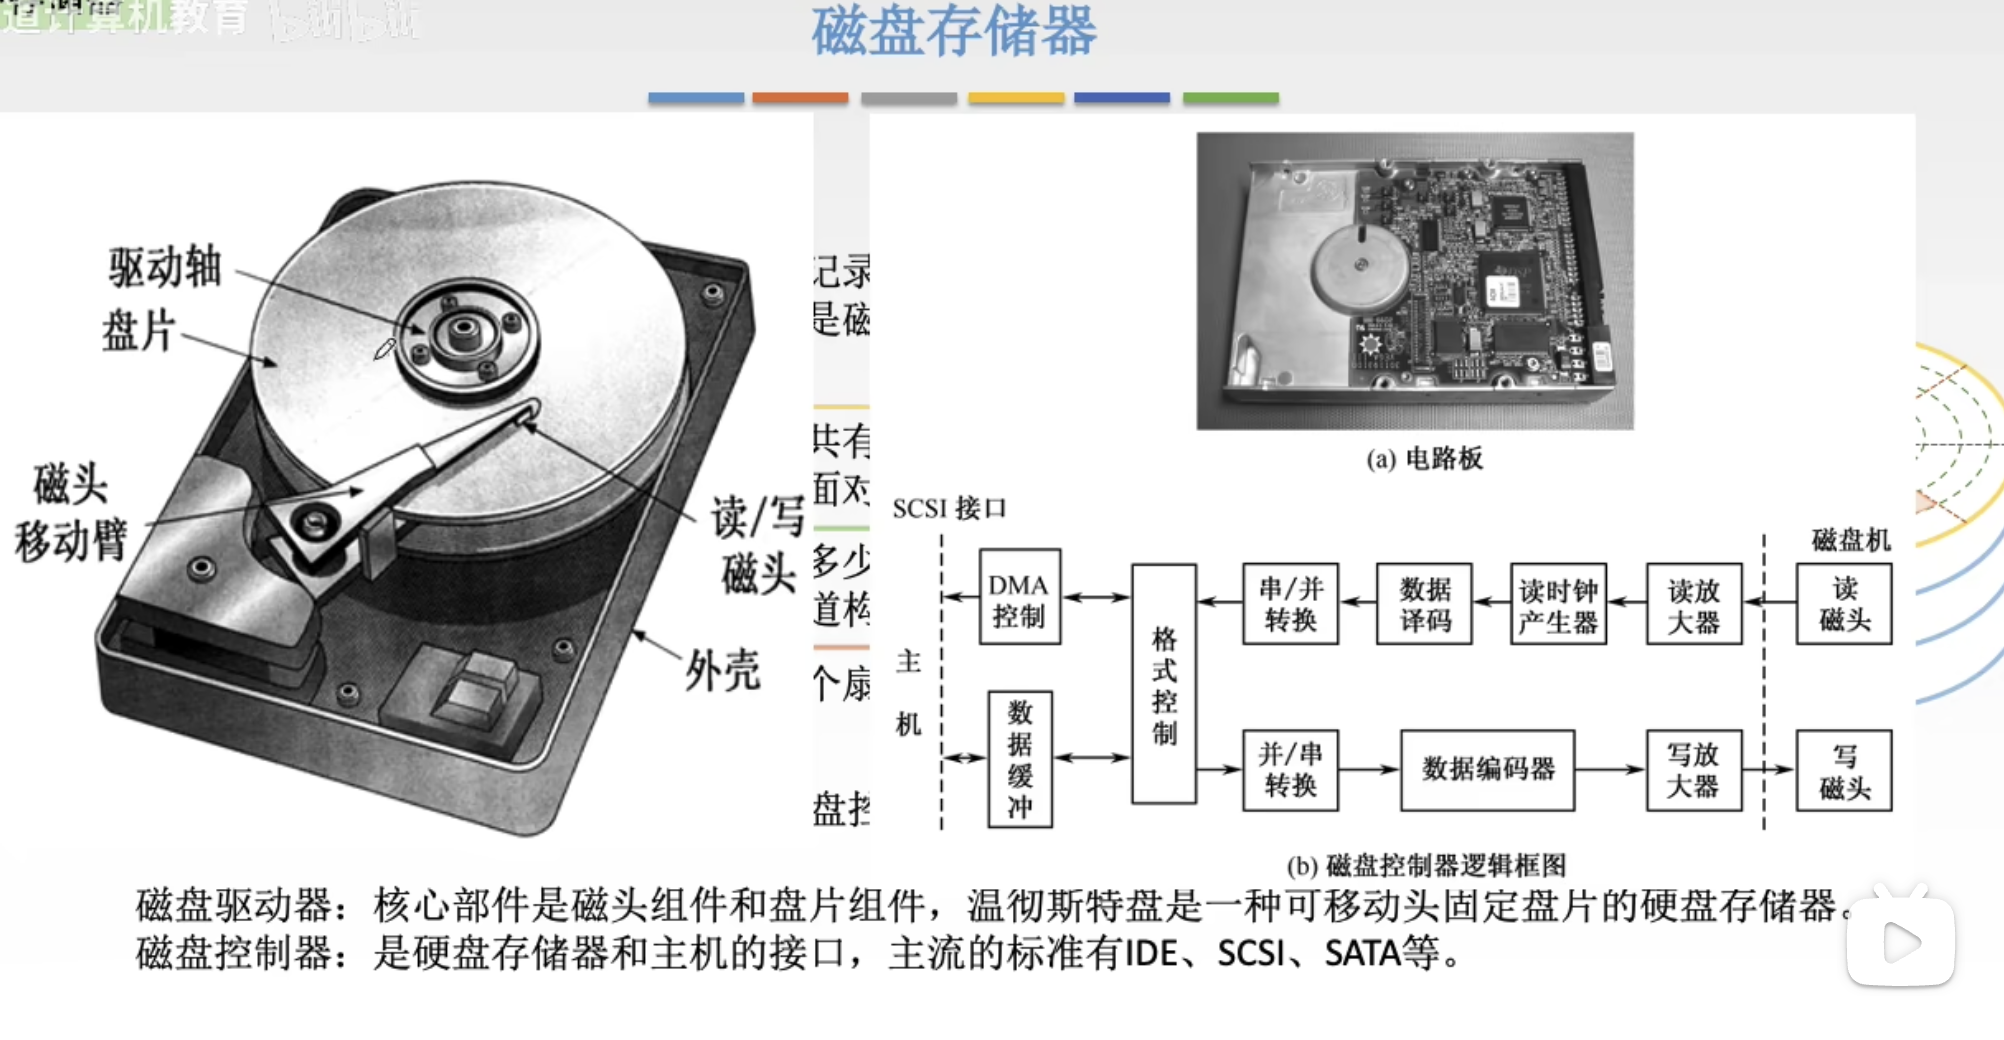 道计算机教育 bilibili
磁盘存储器
驱动轴
盘片
磁头
移动臂
读/写
磁头
外壳
记录
是磁
共有
面对
多少
道构
个扇
盘控
(a) 电路板
SCSI 接口
磁盘机
主
机
DMA
控制
数
据
缓
冲
格
式
控
制
串/并
转换
数据
译码
读时钟
产生器
读放
大器
读
磁头
并/串
转换
数据编码器
写放
大器
写
磁头
(b) 磁盘控制器逻辑框图
磁盘驱动器：核心部件是磁头组件和盘片组件，温彻斯特盘是一种可移动头固定盘片的硬盘存储器。
磁盘控制器：是硬盘存储器和主机的接口，主流的标准有IDE、SCSI、SATA等。